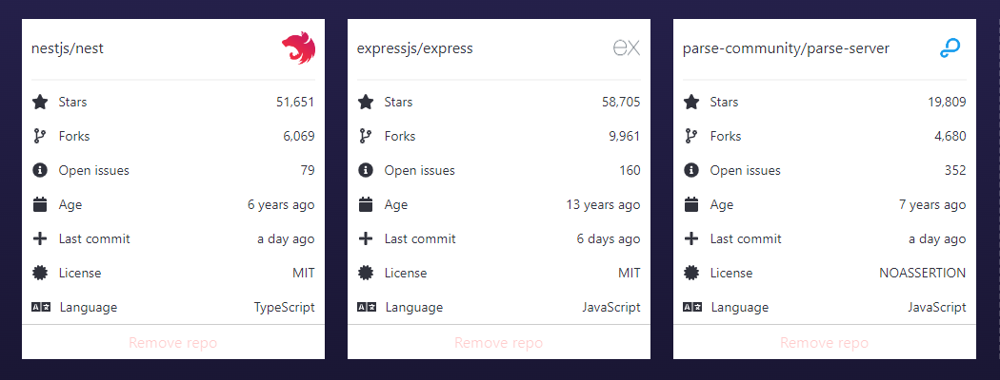 nestjs/nest
Stars 51,651
Forks 6,069
Open issues 79
Age 6 years ago
Last commit a day ago
License MIT
Language TypeScript
Remove repo
expressjs/express
ex
Stars 58,705
Forks 9,961
Open issues 160
Age 13 years ago
Last commit 6 days ago
License MIT
Language JavaScript
Remove repo
parse-community/parse-server
Stars 19,809
Forks 4,680
Open issues 352
Age 7 years ago
Last commit a day ago
License NOASSERTION
Language JavaScript
Remove repo